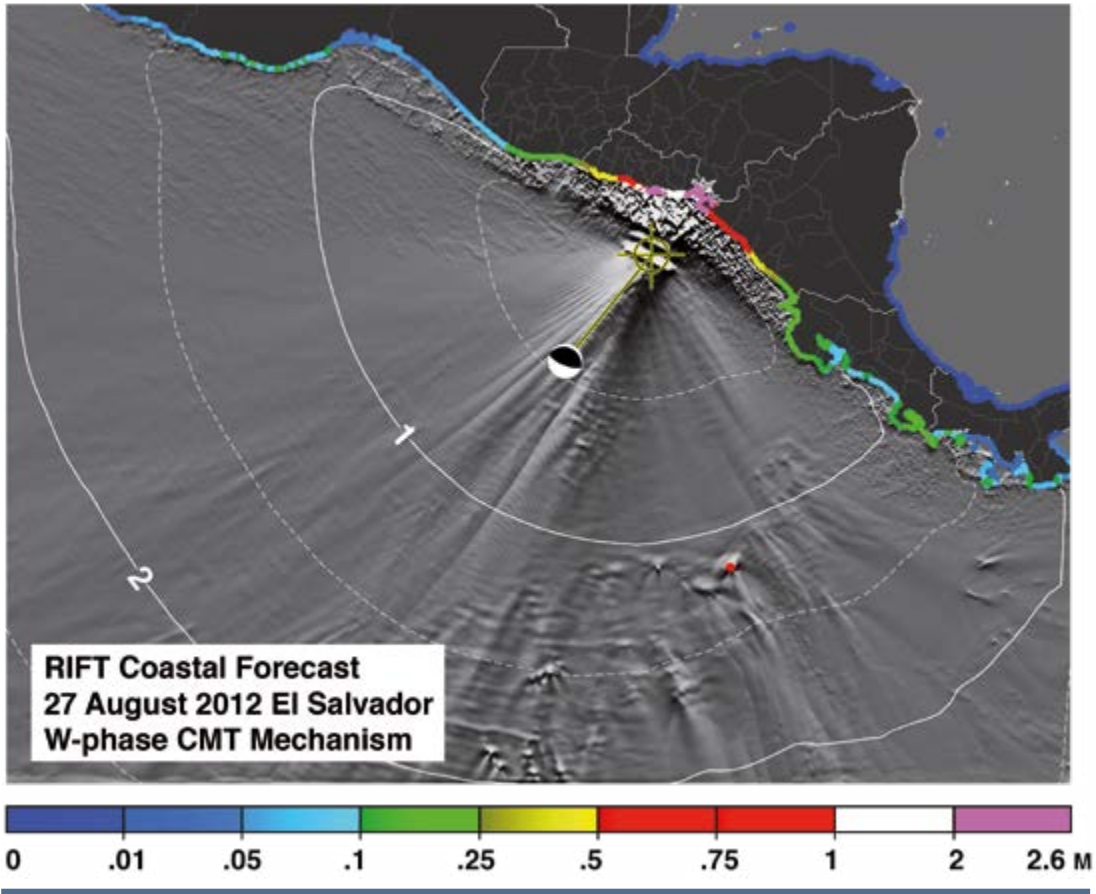 1
2
RIFT Coastal Forecast
27 August 2012 El Salvador
W-phase CMT Mechanism
0 .01 .05 .1 .25 .5 .75 1 2 2.6 M